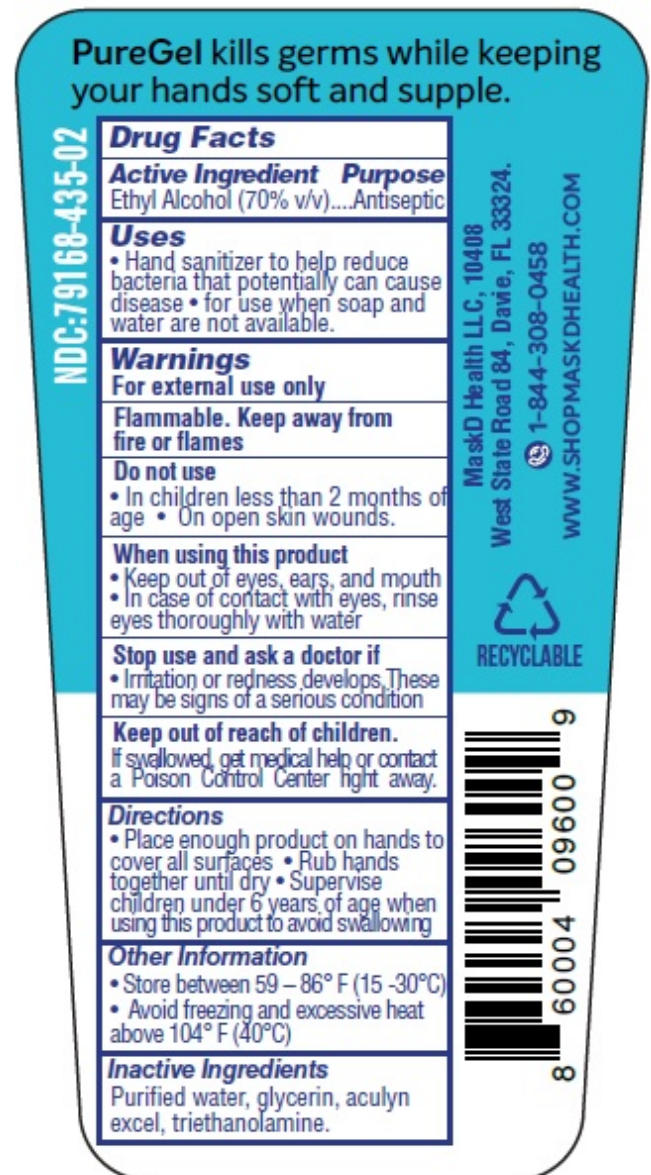 PureGel kills germs while keeping
your hands soft and supple.
NDC:79168-435-02
Drug Facts
Active Ingredient Purpose
Ethyl Alcohol (70% v/v)....Antiseptic
Uses
• Hand sanitizer to help reduce
bacteria that potentially can cause
disease • for use when soap and
water are not available.
Warnings
For external use only
Flammable. Keep away from
fire or flames
Do not use
• In children less than 2 months of
age • On open skin wounds.
When using this product
• Keep out of eyes, ears, and mouth
• In case of contact with eyes, rinse
eyes thoroughly with water
Stop use and ask a doctor if
• Irritation or redness develops.These
may be signs of a serious condition
Keep out of reach of children.
If swallowed, get medical help or contact
a Poison Control Center right away.
Directions
• Place enough product on hands to
cover all surfaces • Rub hands
together until dry • Supervise
children under 6 years of age when
using this product to avoid swallowing
Other Information
• Store between 59 – 86° F (15 -30°C)
• Avoid freezing and excessive heat
above 104° F (40°C)
Inactive Ingredients
Purified water, glycerin, aculyn
excel, triethanolamine.
MaskD Health LLC, 10408
West State Road 84, Davie, FL 33324.
1-844-308-0458
WWW.SHOPMASKDHEALTH.COM
RECYCLABLE
8 60004 09600 9